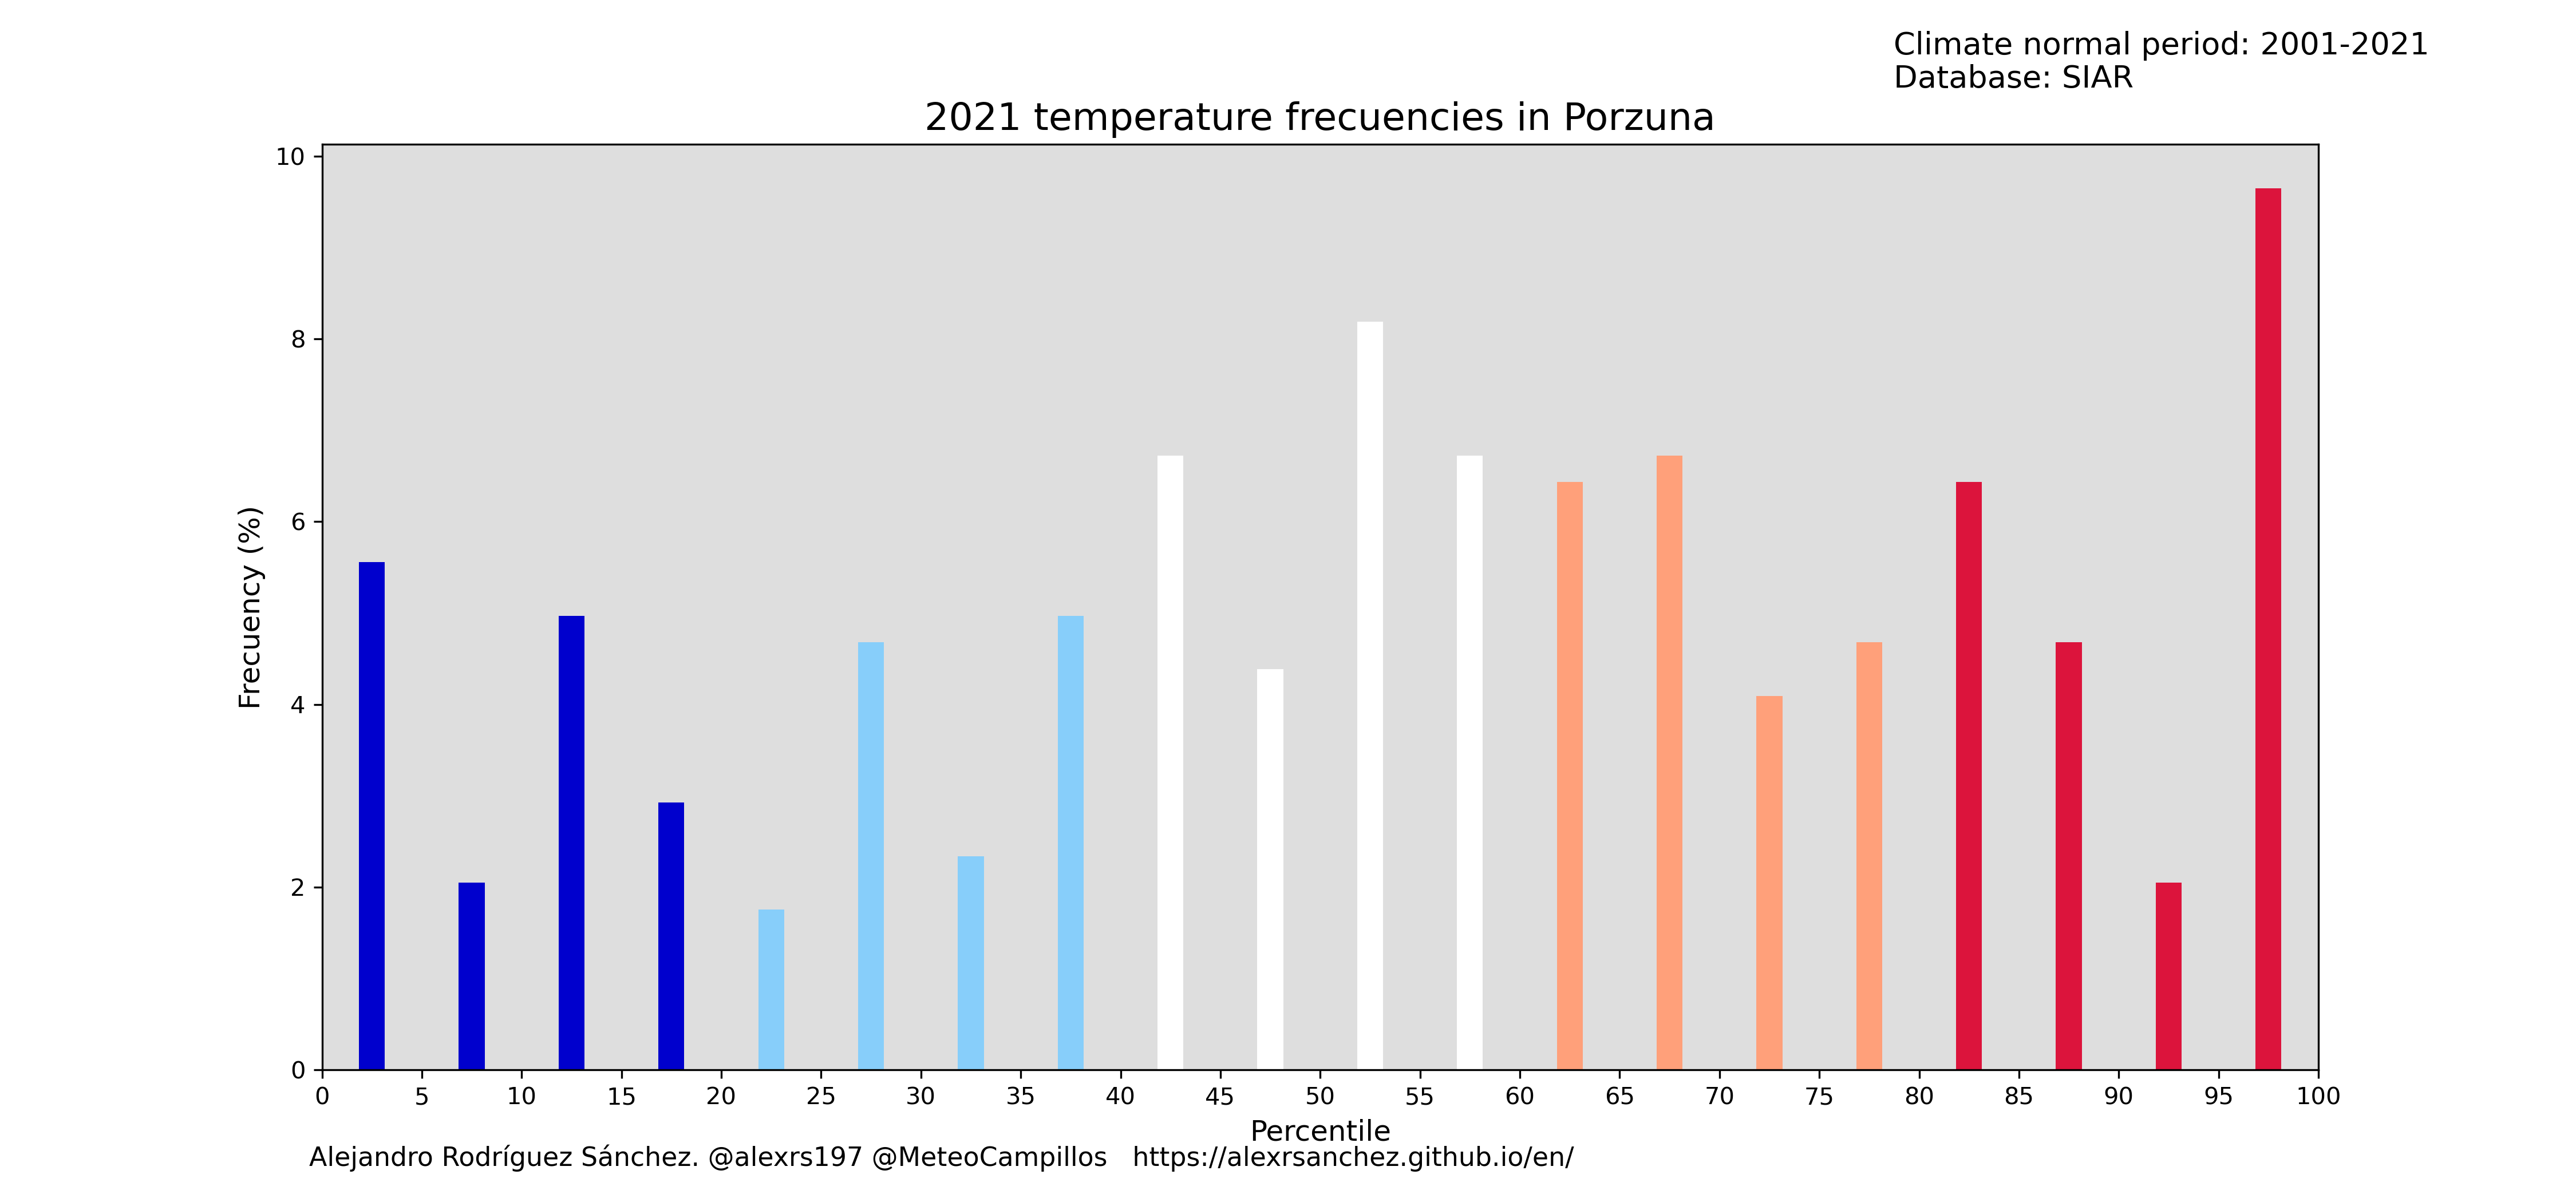 Climate normal period: 2001-2021
Database: SIAR
2021 temperature frecuencies in Porzuna
10
8
6
4
2
0
Frecuency (%)
0 5 10 15 20 25 30 35 40 45 50 55 60 65 70 75 80 85 90 95 100
Percentile
Alejandro Rodríguez Sánchez. @alexrs197 @MeteoCampillos https://alexrsanchez.github.io/en/